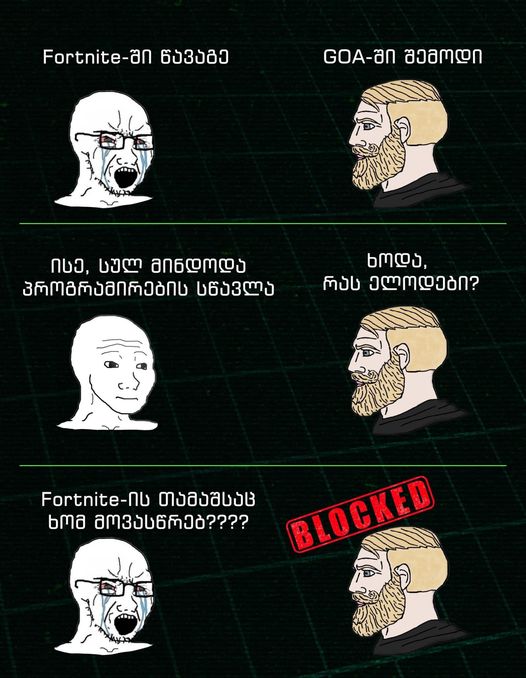 Fortnite-ში წავაგე
GOA-ში შემოდი
ისე, სულ მინდოდა
პროგრამირების სწავლა
ხოდა,
რას ელოდები?
Fortnite-ის თამაშსაც
ხომ მოვასწრებ????
BLOCKED